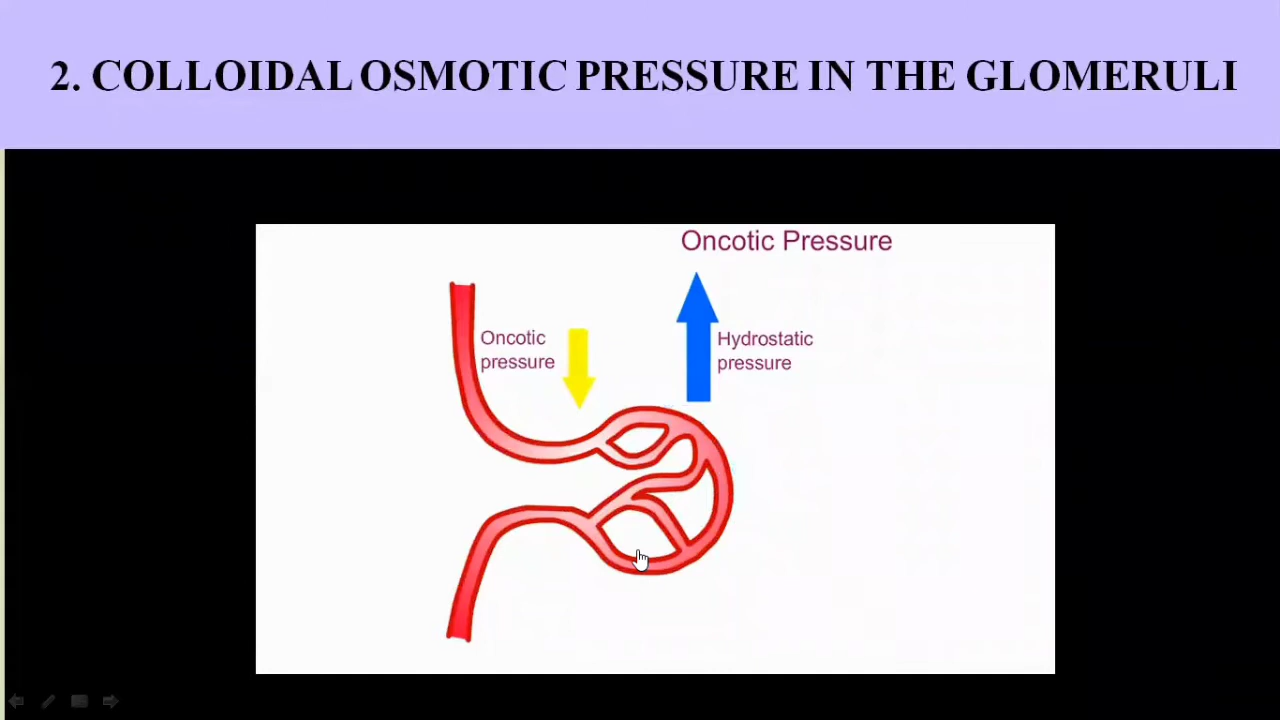 2. COLLOIDAL OSMOTIC PRESSURE IN THE GLOMERULI
Oncotic Pressure
Oncotic
pressure
Hydrostatic
pressure